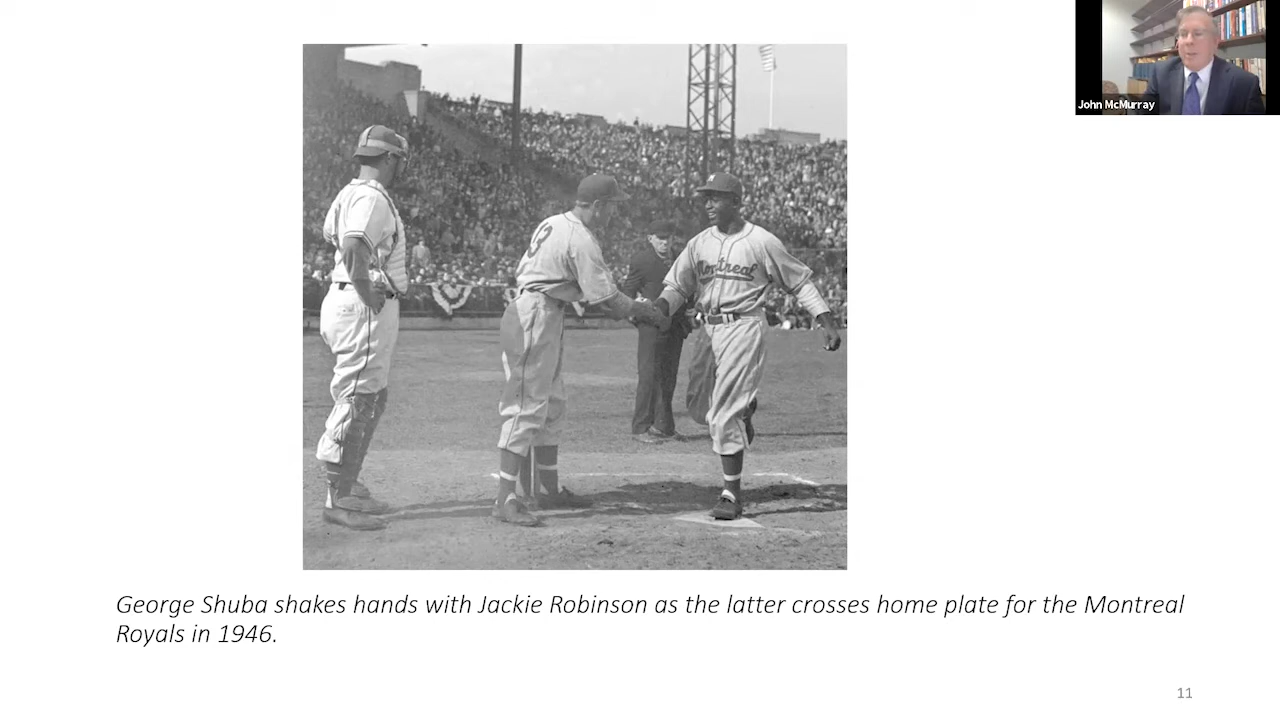 John McMurray
13
Montreal
George Shuba shakes hands with Jackie Robinson as the latter crosses home plate for the Montreal
Royals in 1946.
11